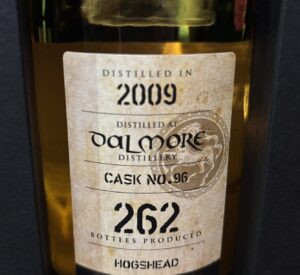 DISTILLED IN
2009
DISTILLED AT
DALMORE
DISTILLERY
CASK NO.96
262
BOTTLES PRODUCED
HOGSHEAD